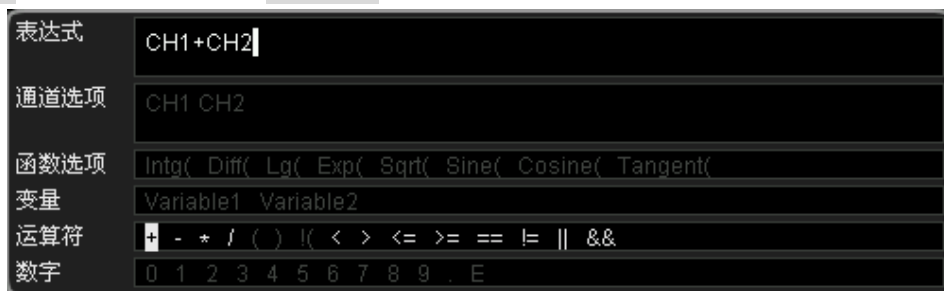 表达式 CH1+CH2
通道选项 CH1 CH2
函数选项 Intg( Diff( Lg( Exp( Sqrt( Sine( Cosine( Tangent(
变量 Variable1 Variable2
运算符 + - * / ( ) !( < > <= >= == != || &&
数字 0 1 2 3 4 5 6 7 8 9 . E